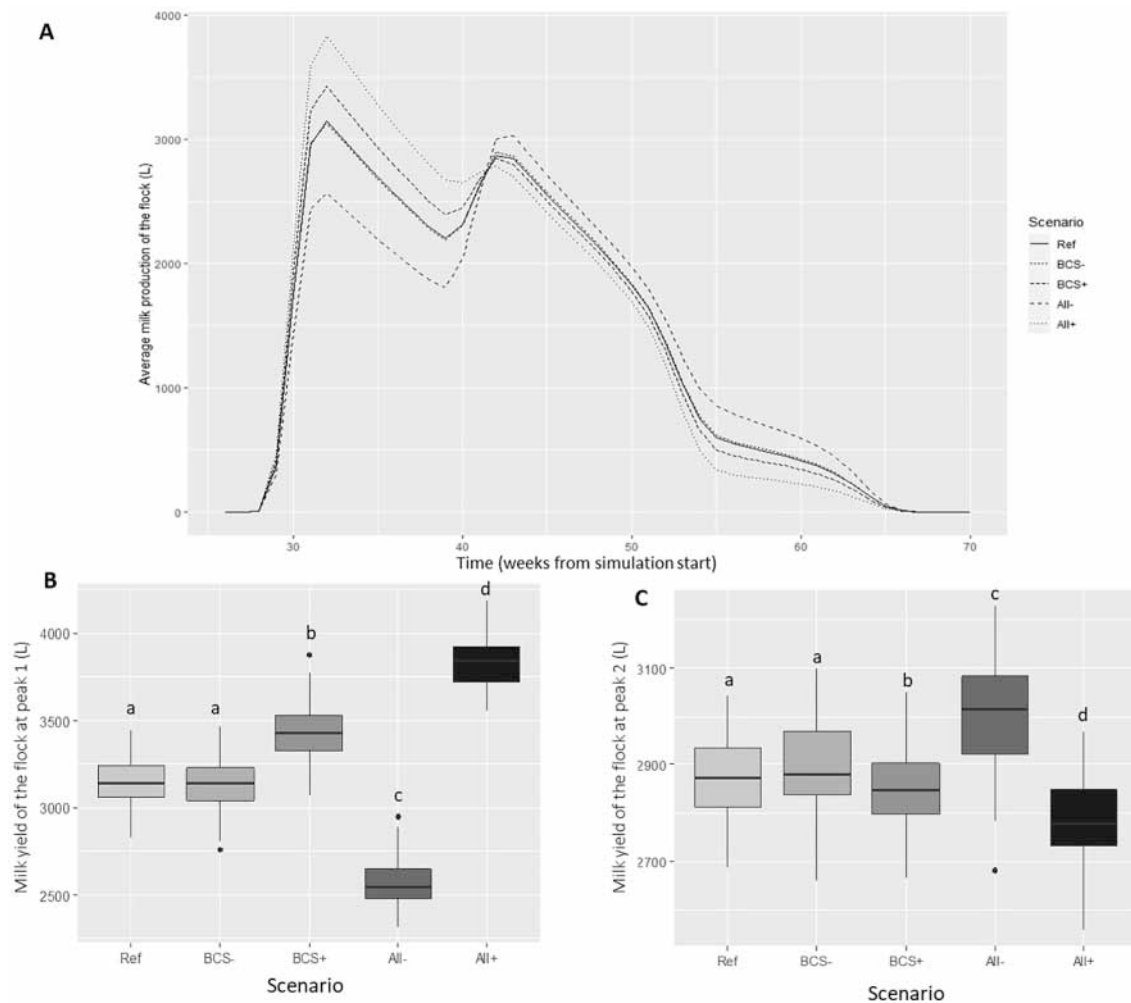 A
Average milk production of the flock (L)
4000
3000
2000
1000
0
30
40
50
60
70
Time (weeks from simulation start)
Scenario
Ref
BCS-
BCS+
All-
All+
B
Milk yield of the flock at peak 1 (L)
4000
3500
3000
2500
a
a
b
c
d
Ref
BCS-
BCS+
All-
All+
Scenario
C
Milk yield of the flock at peak 2 (L)
3100
2900
2700
a
a
b
c
d
Ref
BCS-
BCS+
All-
All+
Scenario